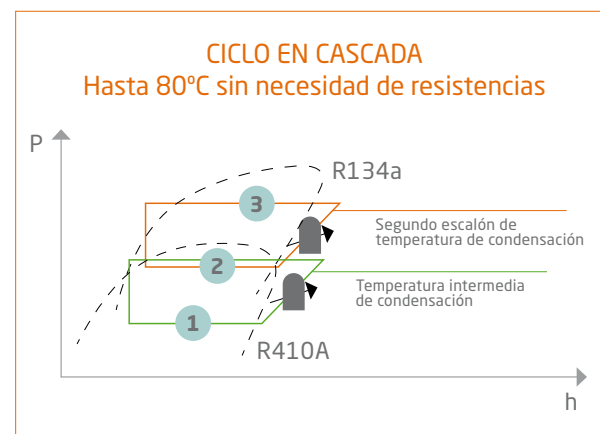 CICLO EN CASCADA
Hasta 80ºC sin necesidad de resistencias
P
R134a
3
Segundo escalón de
temperatura de condensación
2
Temperatura intermedia
de condensación
1
R410A
h